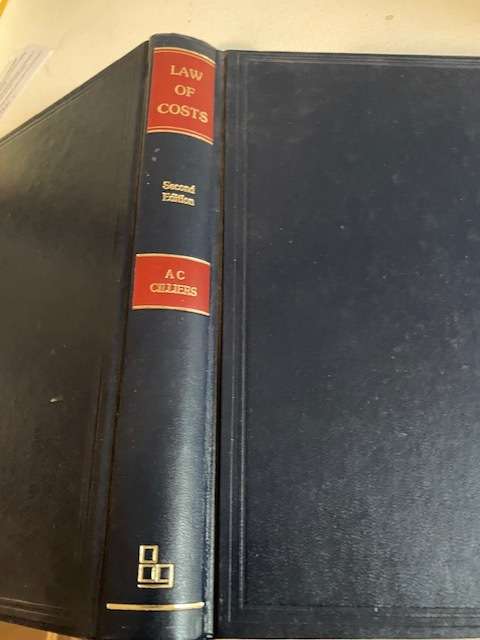 LAW
OF
COSTS
Second
Edition
A C
CILLIERS